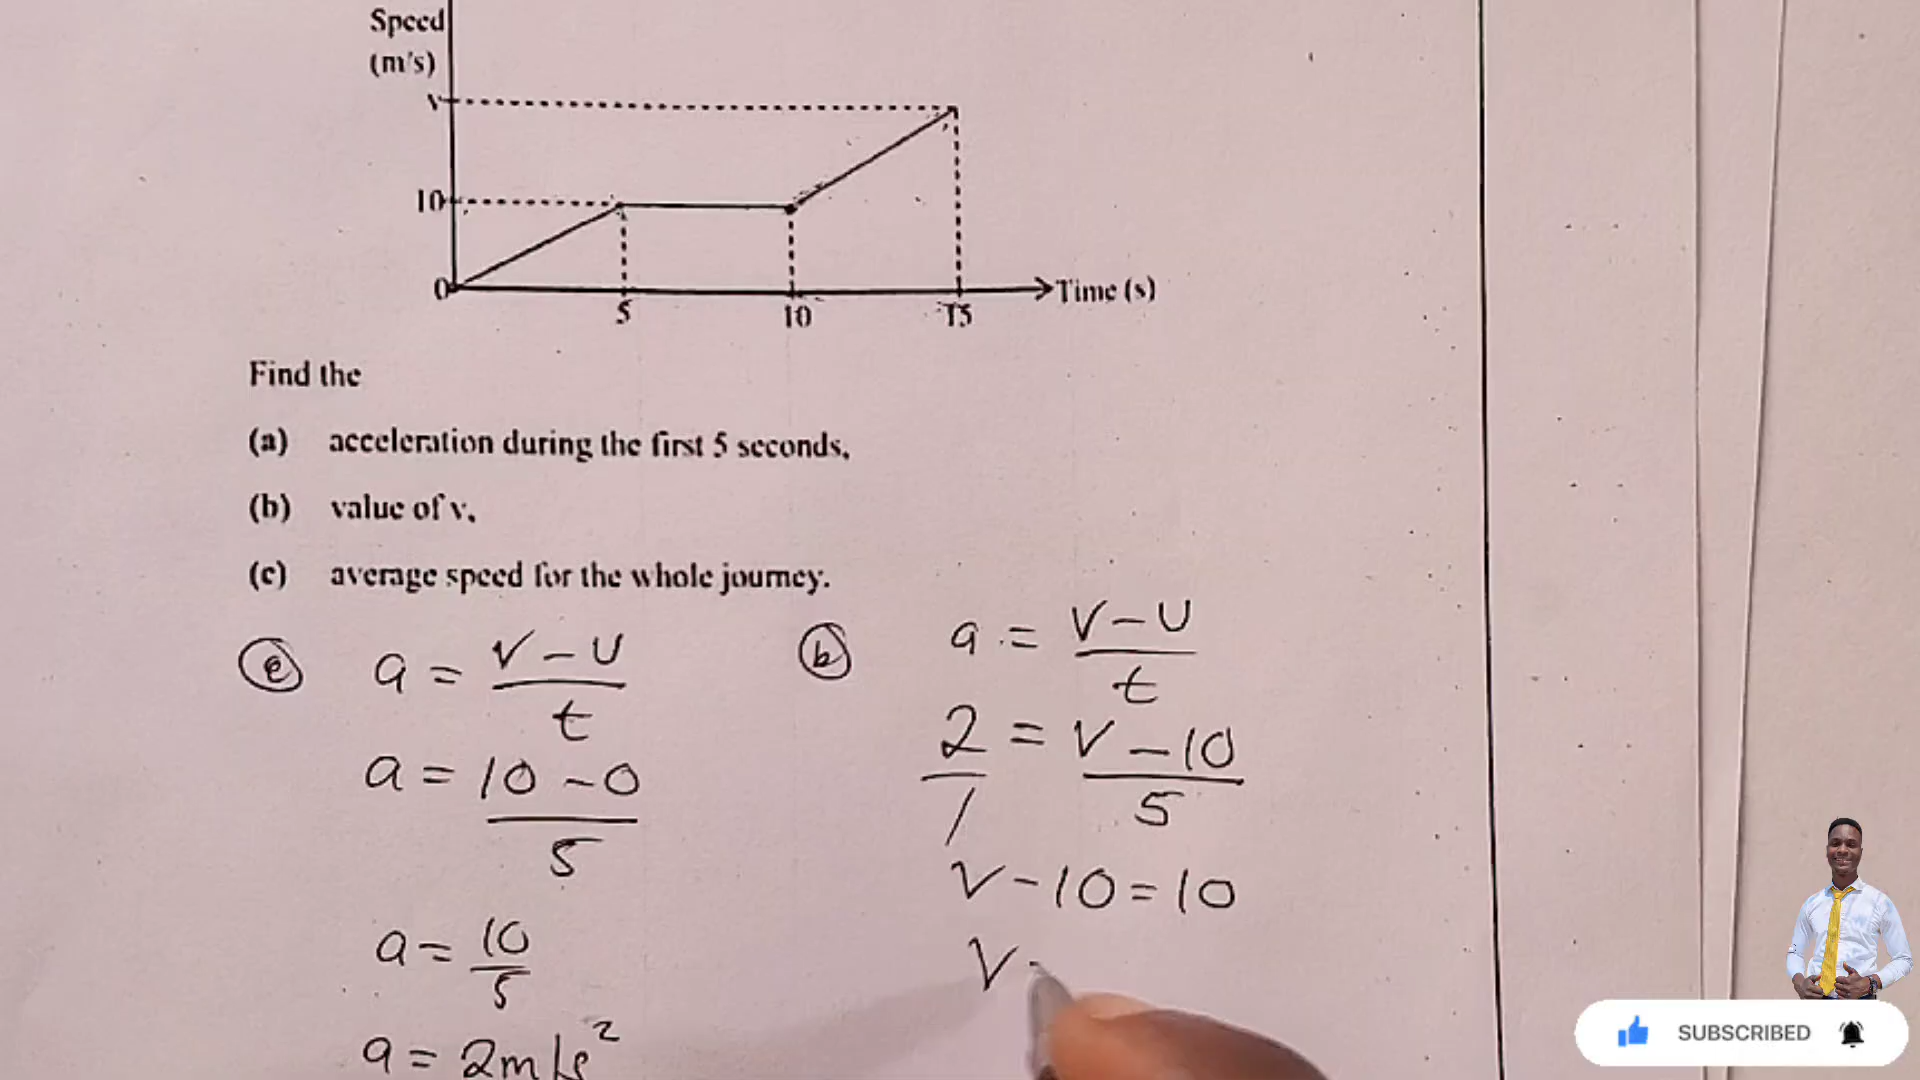 Speed
(m/s)
v
10
0
5
10
15
Time (s)
Find the
(a) acceleration during the first 5 seconds,
(b) value of v,
(c) average speed for the whole journey.
(a) a = v - u / t
a = 10 - 0 / 5
a = 10 / 5
a = 2m/s²
(b) a = v - u / t
2 / 1 = v - 10 / 5
v - 10 = 10
v
SUBSCRIBED